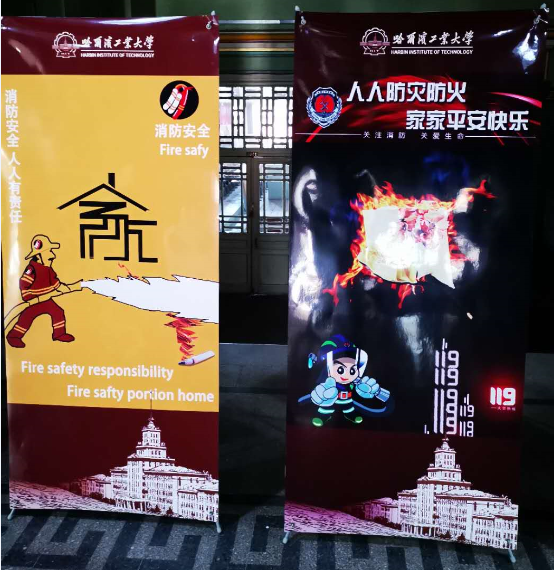 哈爾濱工業大學
HARBIN INSTITUTE OF TECHNOLOGY
消防安全 人人有责任
消防安全
Fire safy
Fire safety responsibility
Fire safty portion home
哈爾濱工業大學
HARBIN INSTITUTE OF TECHNOLOGY
人人防灾防火
家家平安快乐
关注消防 关爱生命
119
119
119
119
119
119
119